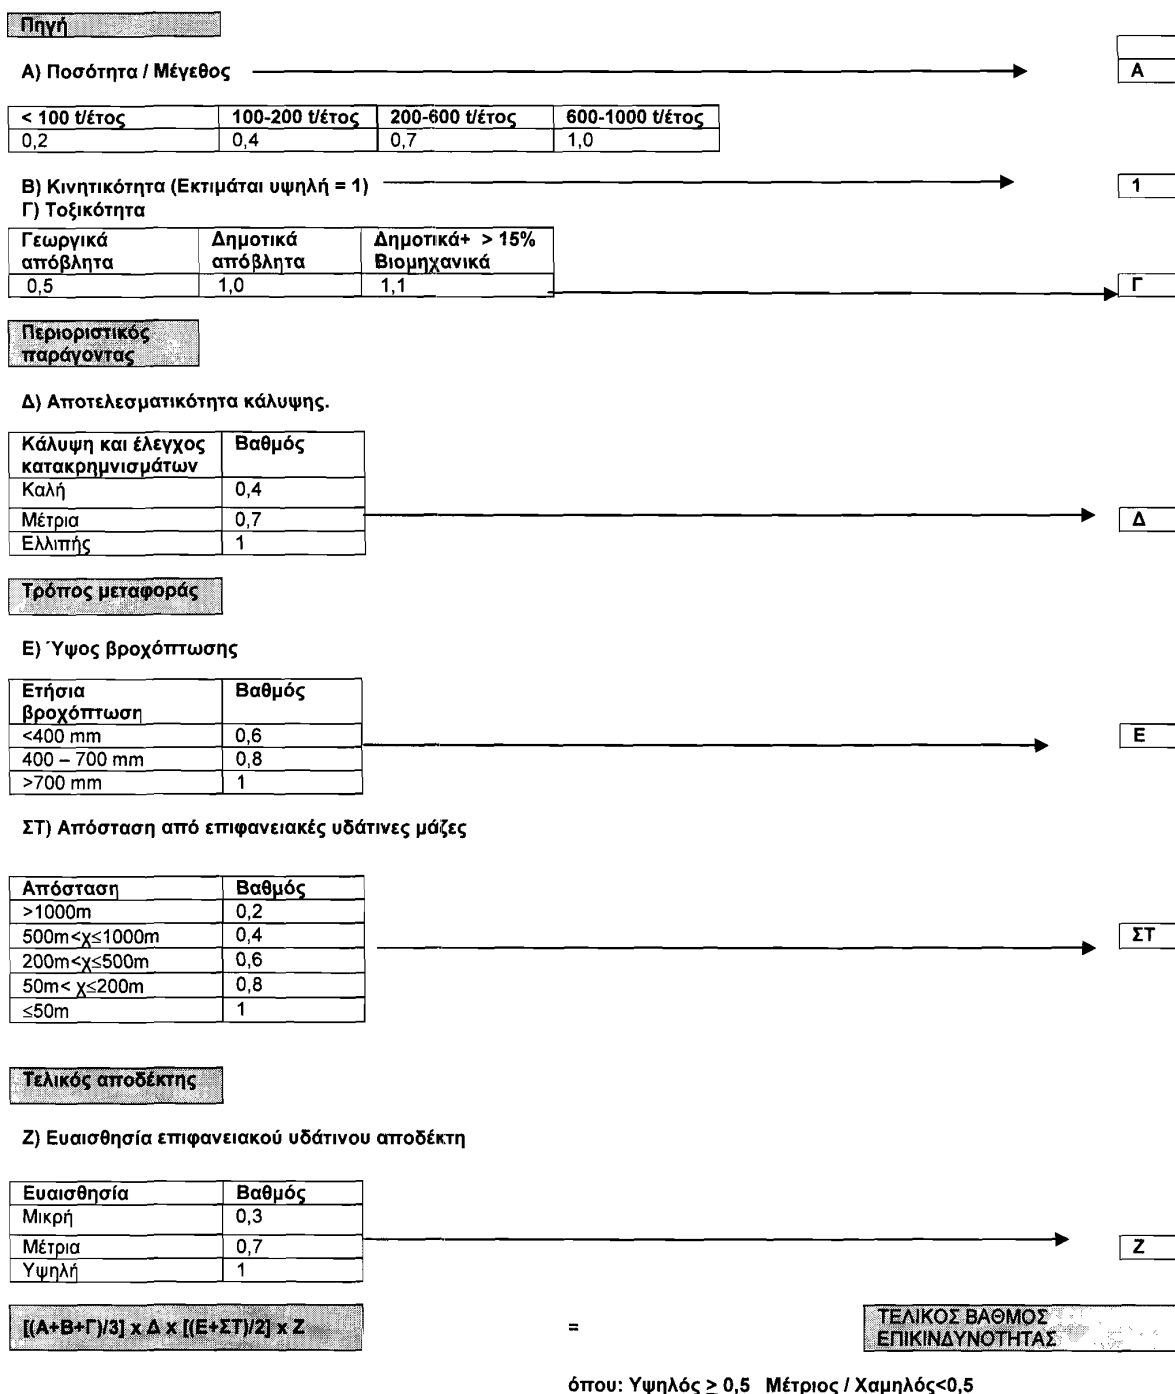 Πηγή
Α) Ποσότητα / Μέγεθος
Α
< 100 t/έτος 100-200 t/έτος 200-600 t/έτος 600-1000 t/έτος
0,2 0,4 0,7 1,0
Β) Κινητικότητα (Εκτιμάται υψηλή = 1)
1
Γ) Τοξικότητα
Γεωργικά Δημοτικά Δημοτικά+ > 15%
απόβλητα απόβλητα Βιομηχανικά
0,5 1,0 1,1
Γ
Περιοριστικός
παράγοντας
Δ) Αποτελεσματικότητα κάλυψης.
Κάλυψη και έλεγχος Βαθμός
κατακρημνισμάτων
Καλή 0,4
Μέτρια 0,7
Δ
Ελλιπής 1
Τρόπος μεταφοράς
Ε) Ύψος βροχόπτωσης
Ετήσια Βαθμός
βροχόπτωση
<400 mm 0,6
Ε
400 – 700 mm 0,8
>700 mm 1
ΣΤ) Απόσταση από επιφανειακές υδάτινες μάζες
Απόσταση Βαθμός
>1000m 0,2
500m<χ≤1000m 0,4
ΣΤ
200m<χ≤500m 0,6
50m< χ≤200m 0,8
≤50m 1
Τελικός αποδέκτης
Ζ) Ευαισθησία επιφανειακού υδάτινου αποδέκτη
Ευαισθησία Βαθμός
Μικρή 0,3
Μέτρια 0,7
Ζ
Υψηλή 1
[(Α+Β+Γ)/3] x Δ x [(Ε+ΣΤ)/2] x Ζ = ΤΕΛΙΚΟΣ ΒΑΘΜΟΣ
ΕΠΙΚΙΝΔΥΝΟΤΗΤΑΣ
όπου: Υψηλός ≥ 0,5 Μέτριος / Χαμηλός<0,5